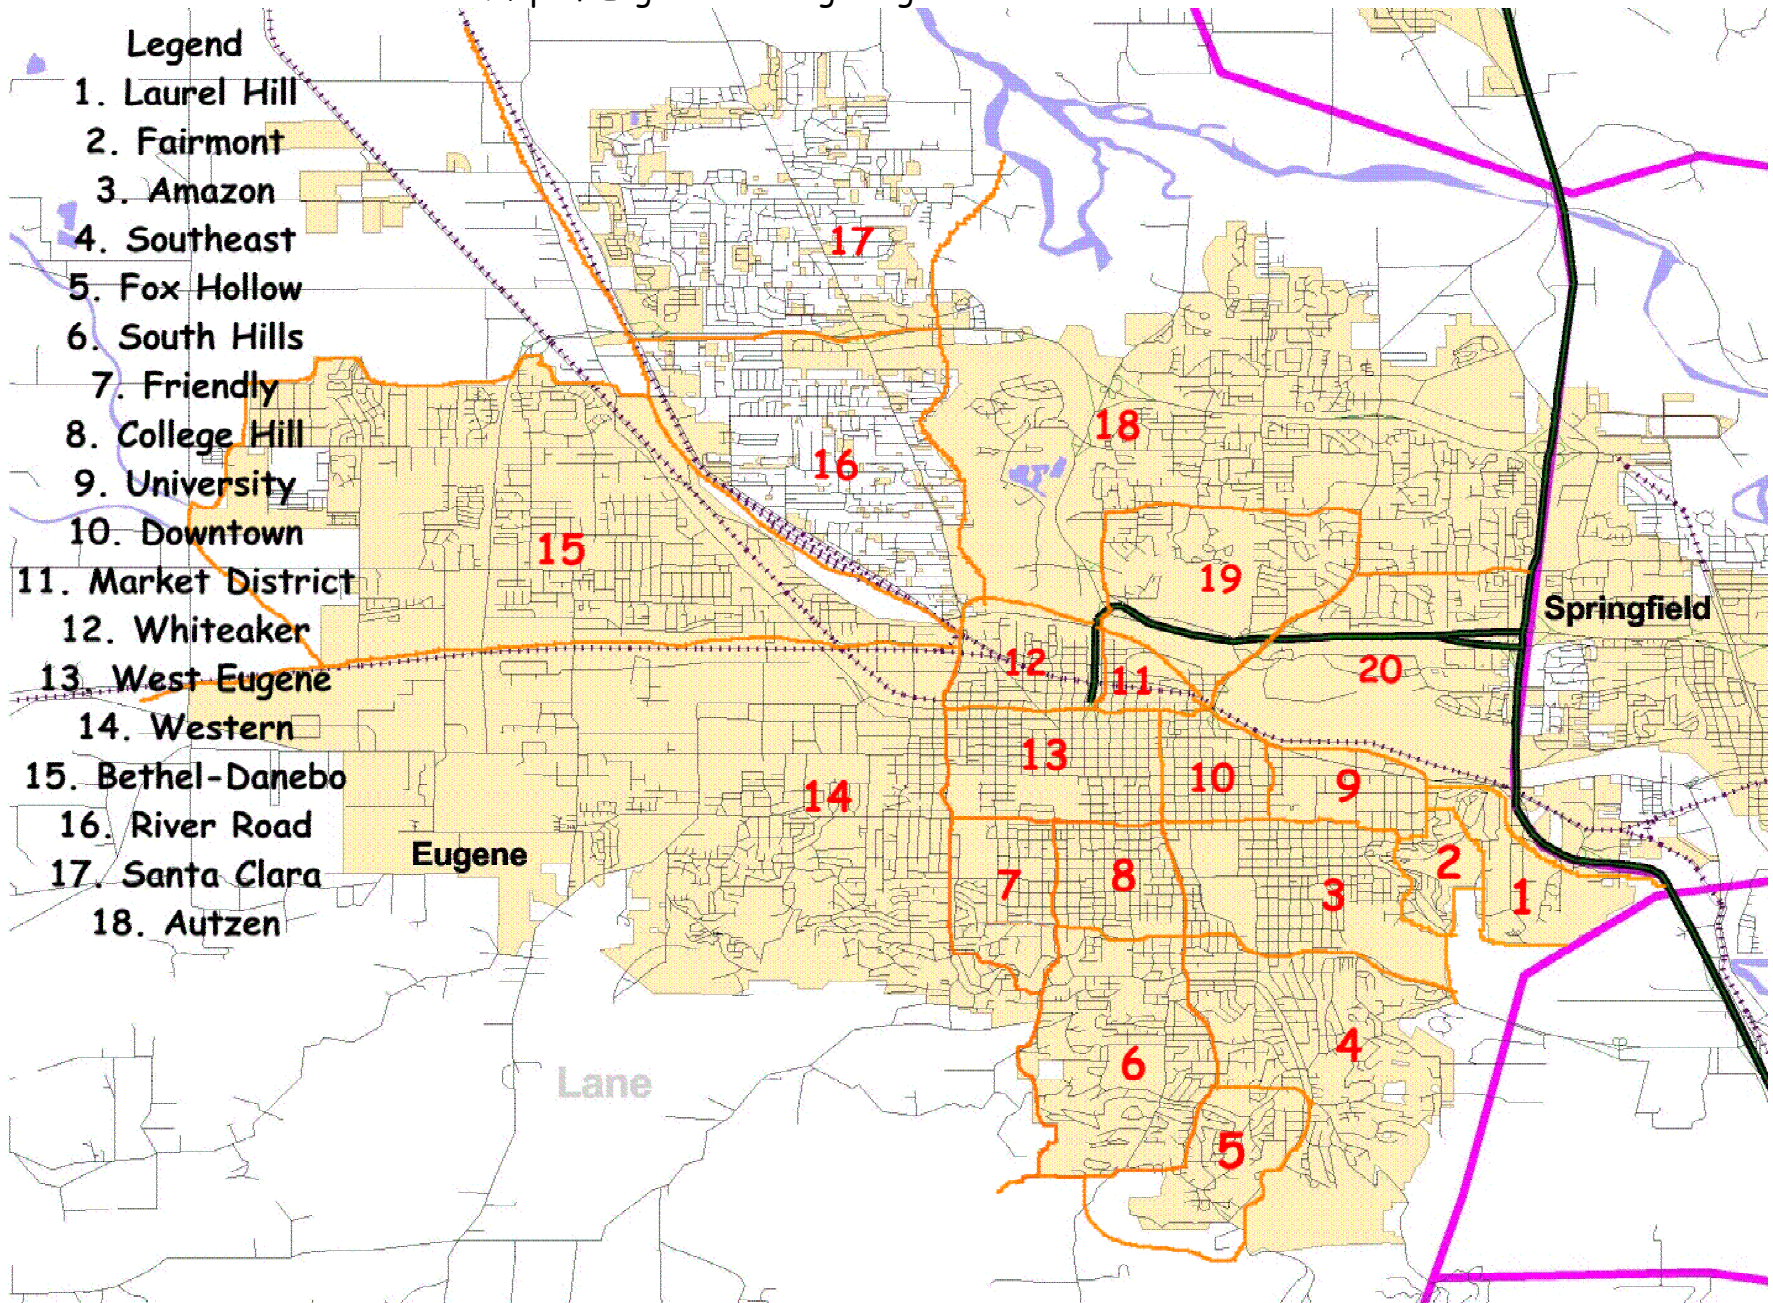 Legend
1. Laurel Hill
2. Fairmont
3. Amazon
4. Southeast
5. Fox Hollow
6. South Hills
7. Friendly
8. College Hill
9. University
10. Downtown
11. Market District
12. Whiteaker
13. West Eugene
14. Western
15. Bethel-Danebo
16. River Road
17. Santa Clara
18. Autzen
17
18
16
15
19
Springfield
12
11
20
13
10
9
14
Eugene
7
8
3
2
1
4
6
Lane
5